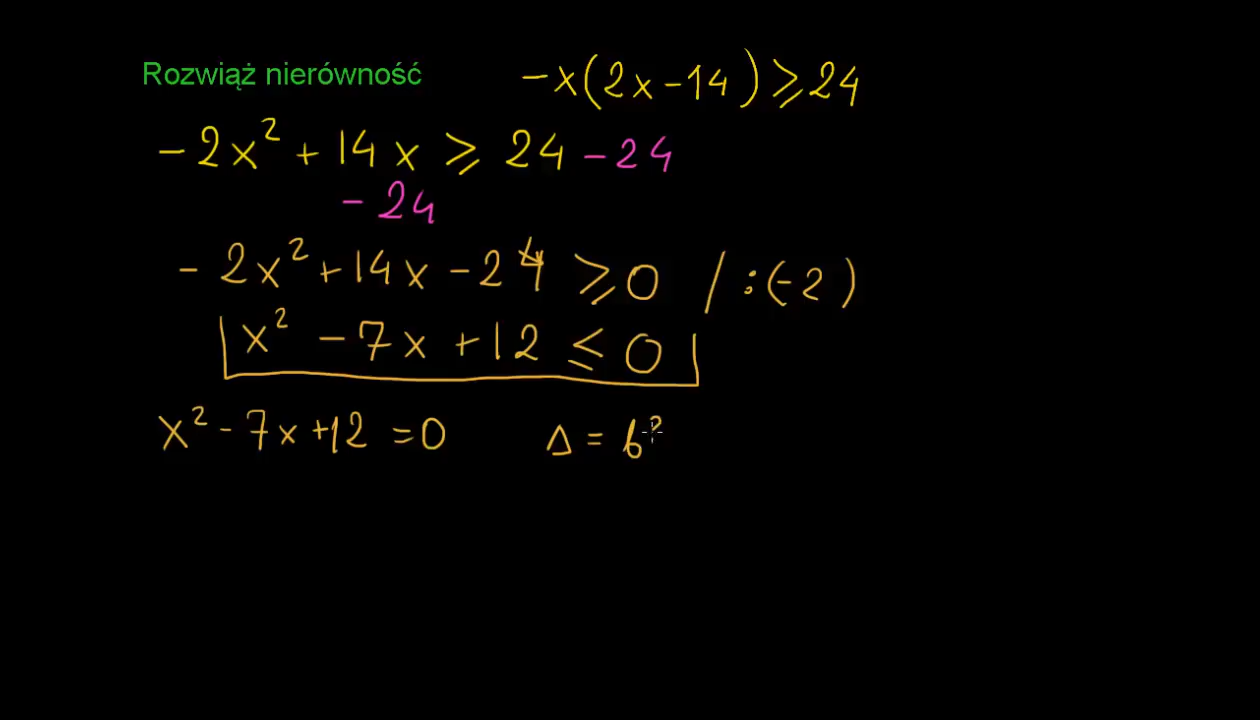 Rozwiąż nierówność -x(2x-14)≥24
-2x²+14x ≥ 24 -24
-24
-2x²+14x-24 ≥0 /:(-2)
x² -7x +12 ≤ 0
x²-7x+12=0 Δ = b²